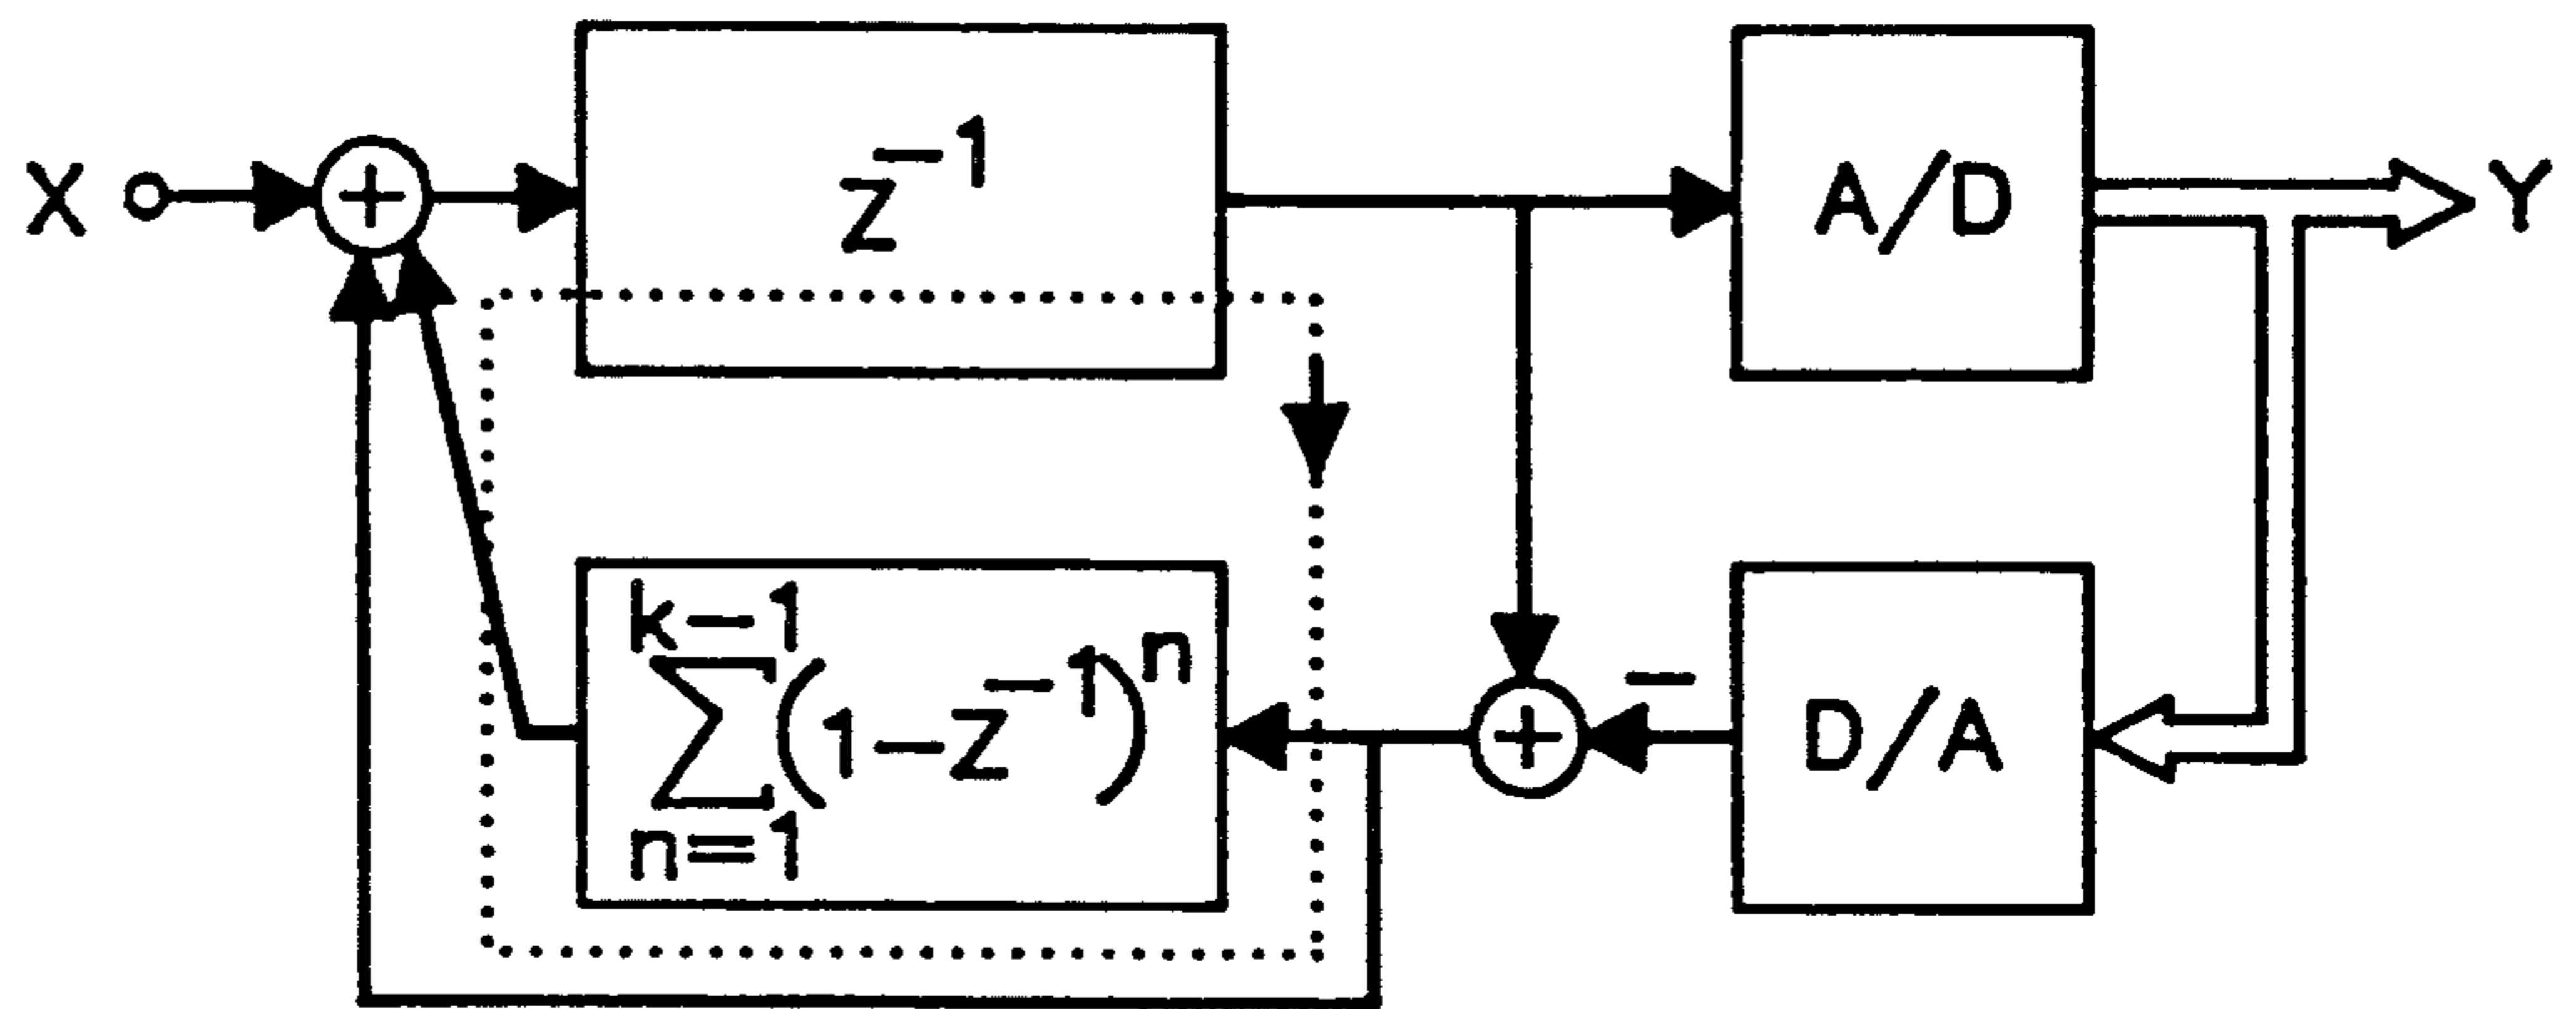 X
+
z⁻¹
A/D
Y
k−1
∑(1−z⁻¹)ⁿ
n=1
+
−
D/A